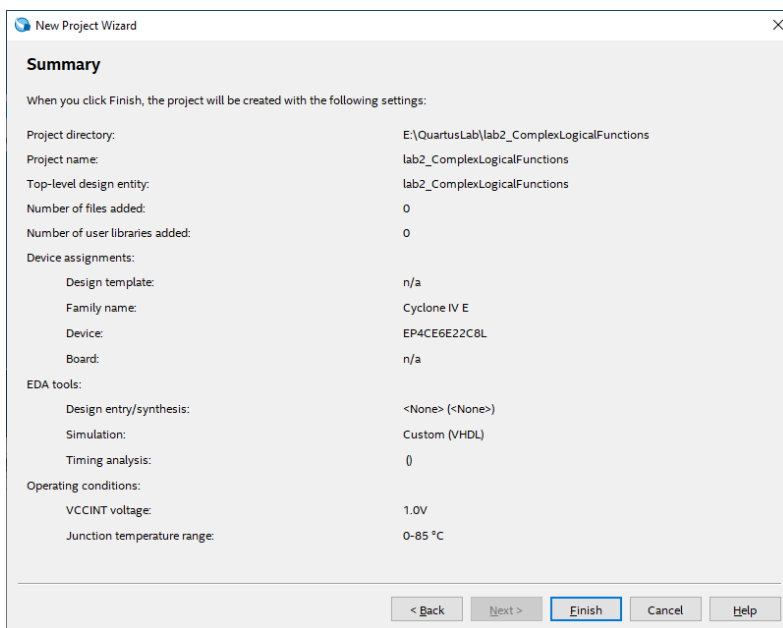 New Project Wizard
Summary
When you click Finish, the project will be created with the following settings:
Project directory: E:\QuartusLab\lab2_ComplexLogicalFunctions
Project name: lab2_ComplexLogicalFunctions
Top-level design entity: lab2_ComplexLogicalFunctions
Number of files added: 0
Number of user libraries added: 0
Device assignments:
Design template: n/a
Family name: Cyclone IV E
Device: EP4CE6E22C8L
Board: n/a
EDA tools:
Design entry/synthesis: <None> (<None>)
Simulation: Custom (VHDL)
Timing analysis: ()
Operating conditions:
VCCINT voltage: 1.0V
Junction temperature range: 0-85 °C
< Back Next > Finish Cancel Help